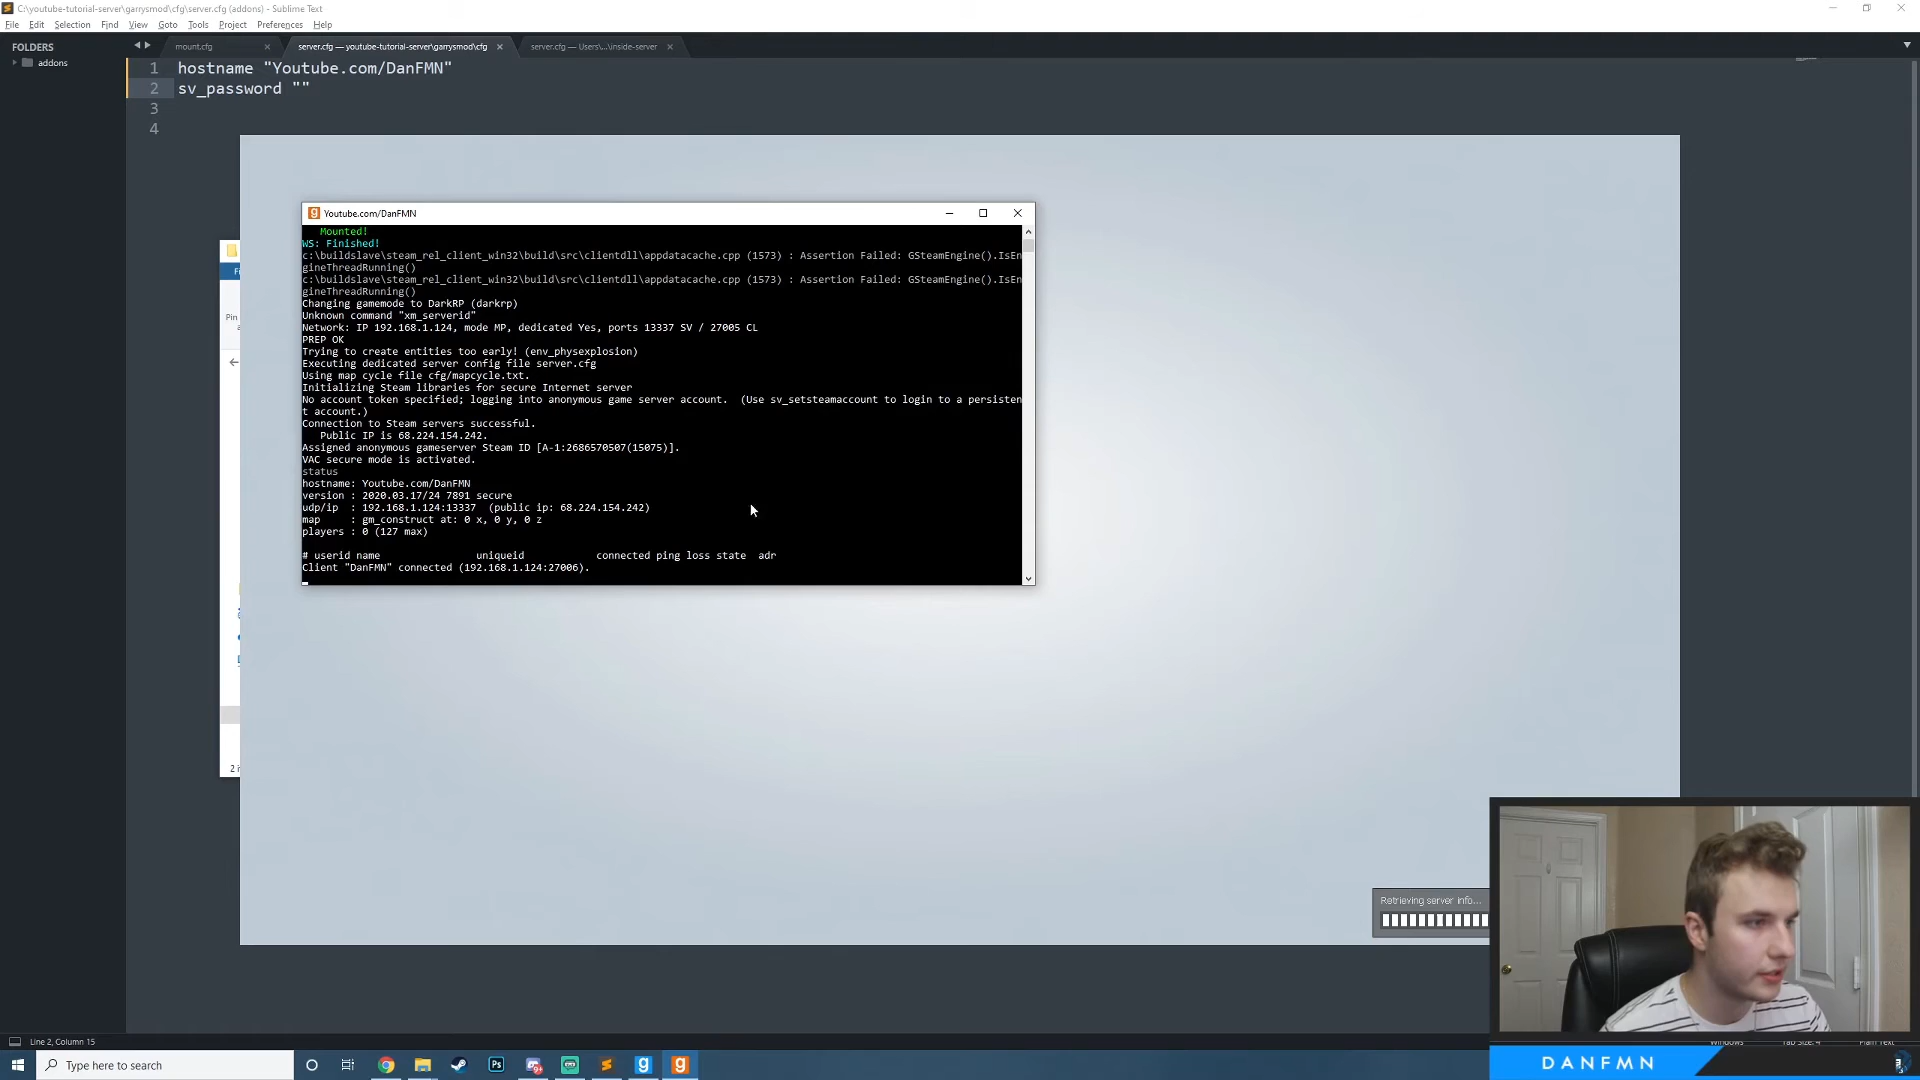 C:\youtube-tutorial-server\garrysmod\cfg\server.cfg (addons) - Sublime Text
File Edit Selection Find View Goto Tools Project Preferences Help
FOLDERS
addons
mount.cfg
server.cfg — youtube-tutorial-server\garrysmod\cfg
server.cfg — Users\...\inside-server
1 hostname "Youtube.com/DanFMN"
2 sv_password ""
3
4
Youtube.com/DanFMN
Mounted!
WS: Finished!
c:\buildslave\steam_rel_client_win32\build\src\clientdll\appdatacache.cpp (1573) : Assertion Failed: GSteamEngine().IsEn
gineThreadRunning()
c:\buildslave\steam_rel_client_win32\build\src\clientdll\appdatacache.cpp (1573) : Assertion Failed: GSteamEngine().IsEn
gineThreadRunning()
Changing gamemode to DarkRP (darkrp)
Unknown command "xm_serverid"
Network: IP 192.168.1.124, mode MP, dedicated Yes, ports 13337 SV / 27005 CL
PREP OK
Trying to create entities too early! (env_physexplosion)
Executing dedicated server config file server.cfg
Using map cycle file cfg/mapcycle.txt.
Initializing Steam libraries for secure Internet server
No account token specified; logging into anonymous game server account.  (Use sv_setsteamaccount to login to a persisten
t account.)
Connection to Steam servers successful.
Public IP is 68.224.154.242.
Assigned anonymous gameserver Steam ID [A-1:2686570507(15075)].
VAC secure mode is activated.
status
hostname: Youtube.com/DanFMN
version : 2020.03.17/24 7891 secure
udp/ip  : 192.168.1.124:13337  (public ip: 68.224.154.242)
map     : gm_construct at: 0 x, 0 y, 0 z
players : 0 (127 max)
# userid name uniqueid connected ping loss state adr
Client "DanFMN" connected (192.168.1.124:27006).
Pin
Retrieving server info...
Line 2, Column 15
Type here to search
Ps
DANFMN